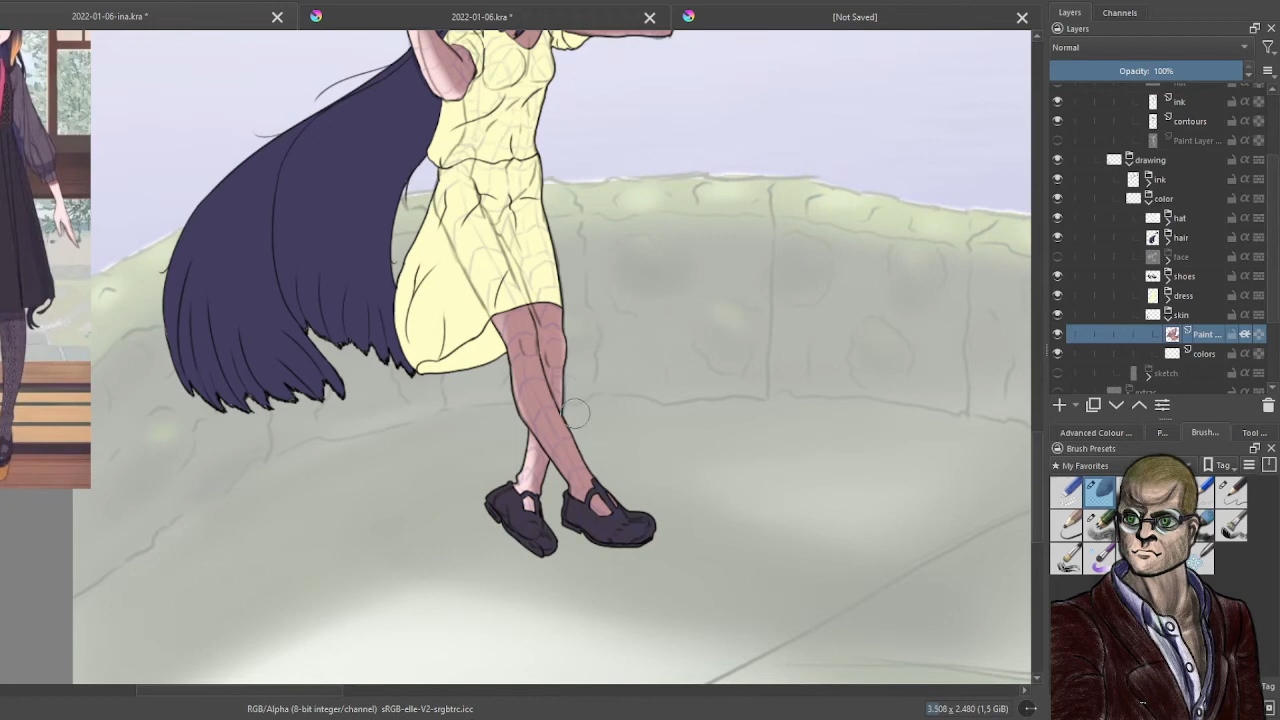 2022-01-06-ina.kra *
2022-01-06.kra *
[Not Saved]
Layers
Channels
Layers
Normal
Opacity: 100%
ink
contours
Paint Layer ...
drawing
ink
color
hat
hair
face
shoes
dress
skin
Paint ...
colors
sketch
Advanced Colour ...
P...
Brush...
Tool ...
Brush Presets
My Favorites
Tag
Tag
RGB/Alpha (8-bit integer/channel) sRGB-elle-V2-srgbtrc.icc
3.508 x 2.480 (1,5 GiB)